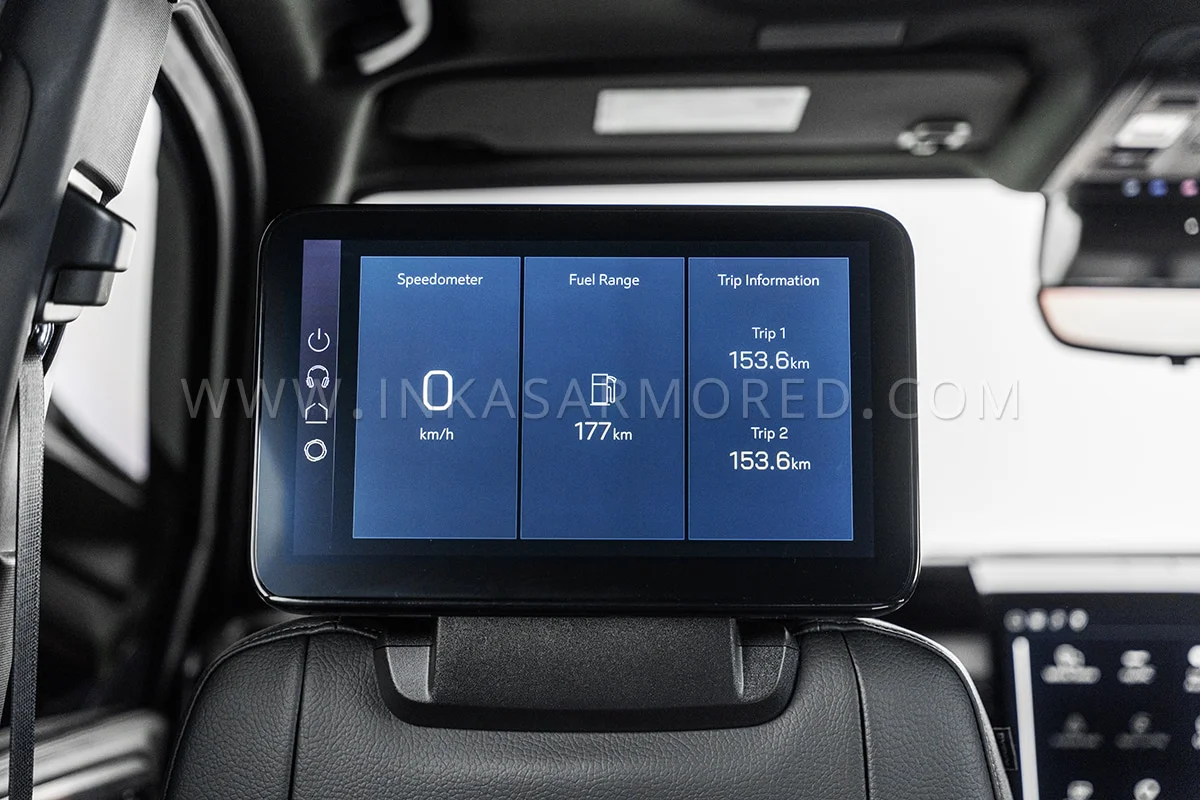 Speedometer
0
km/h
Fuel Range
177km
Trip Information
Trip 1
153.6km
Trip 2
153.6km
WWW.INKASARMORED.COM